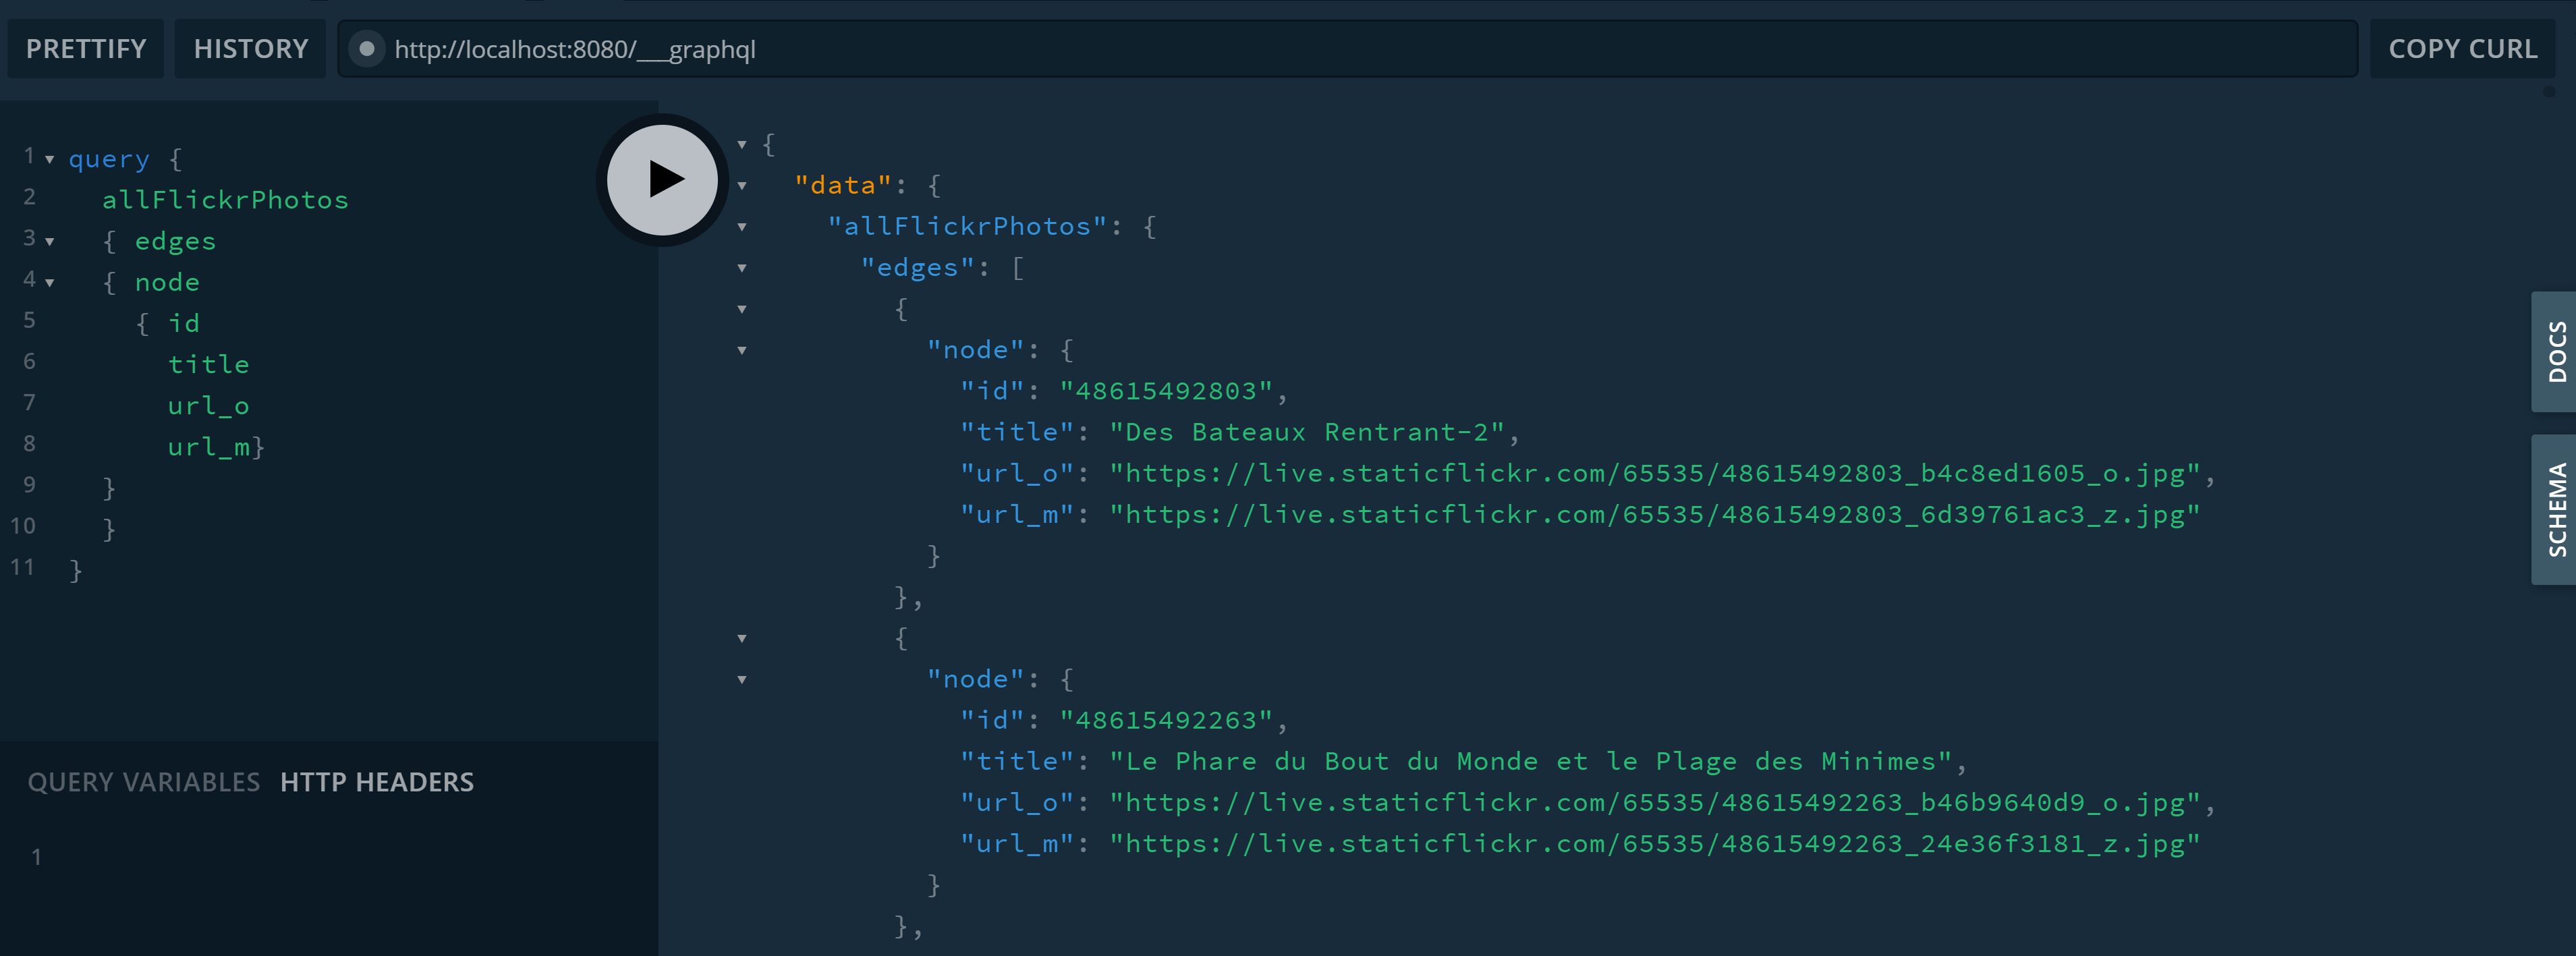 PRETTIFY HISTORY http://localhost:8080/___graphql COPY CURL
1 query {
2 allFlickrPhotos
3 { edges
4 { node
5 { id
6 title
7 url_o
8 url_m}
9 }
10 }
11 }
QUERY VARIABLES HTTP HEADERS
1
{
"data": {
"allFlickrPhotos": {
"edges": [
{
"node": {
"id": "48615492803",
"title": "Des Bateaux Rentrant-2",
"url_o": "https://live.staticflickr.com/65535/48615492803_b4c8ed1605_o.jpg",
"url_m": "https://live.staticflickr.com/65535/48615492803_6d39761ac3_z.jpg"
}
},
{
"node": {
"id": "48615492263",
"title": "Le Phare du Bout du Monde et le Plage des Minimes",
"url_o": "https://live.staticflickr.com/65535/48615492263_b46b9640d9_o.jpg",
"url_m": "https://live.staticflickr.com/65535/48615492263_24e36f3181_z.jpg"
}
},
DOCS
SCHEMA